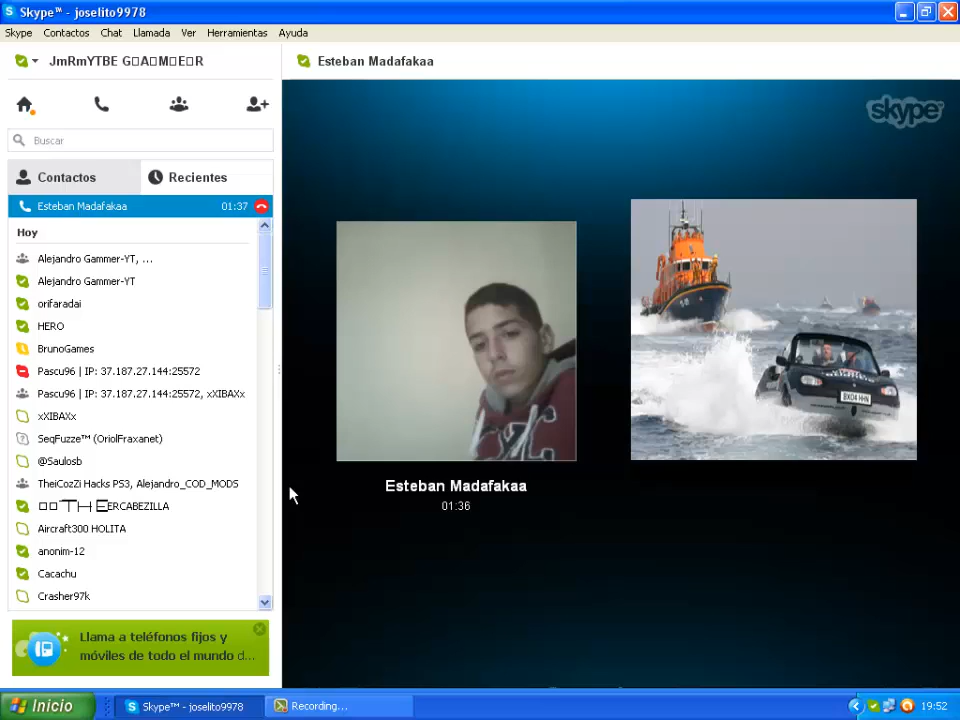 Skype™ - joselito9978
Skype Contactos Chat Llamada Ver Herramientas Ayuda
JmRmYTBE G□A□M□E□R
Esteban Madafakaa
skype
Buscar
Contactos Recientes
Esteban Madafakaa 01:37
Hoy
Alejandro Gammer-YT, ...
Alejandro Gammer-YT
orifaradai
HERO
BrunoGames
Pascu96 | IP: 37.187.27.144:25572
Pascu96 | IP: 37.187.27.144:25572, xXIBAXx
xXIBAXx
SeqFuzze™ (OriolFraxanet)
@Saulosb
TheiCozZi Hacks PS3, Alejandro_COD_MODS
ERCABEZILLA
Aircraft300 HOLITA
anonim-12
Cacachu
Crasher97k
Esteban Madafakaa
01:36
BX04 HHN
Llama a teléfonos fijos y
móviles de todo el mundo d...
Inicio
Skype™ - joselito9978
Recording...
19:52